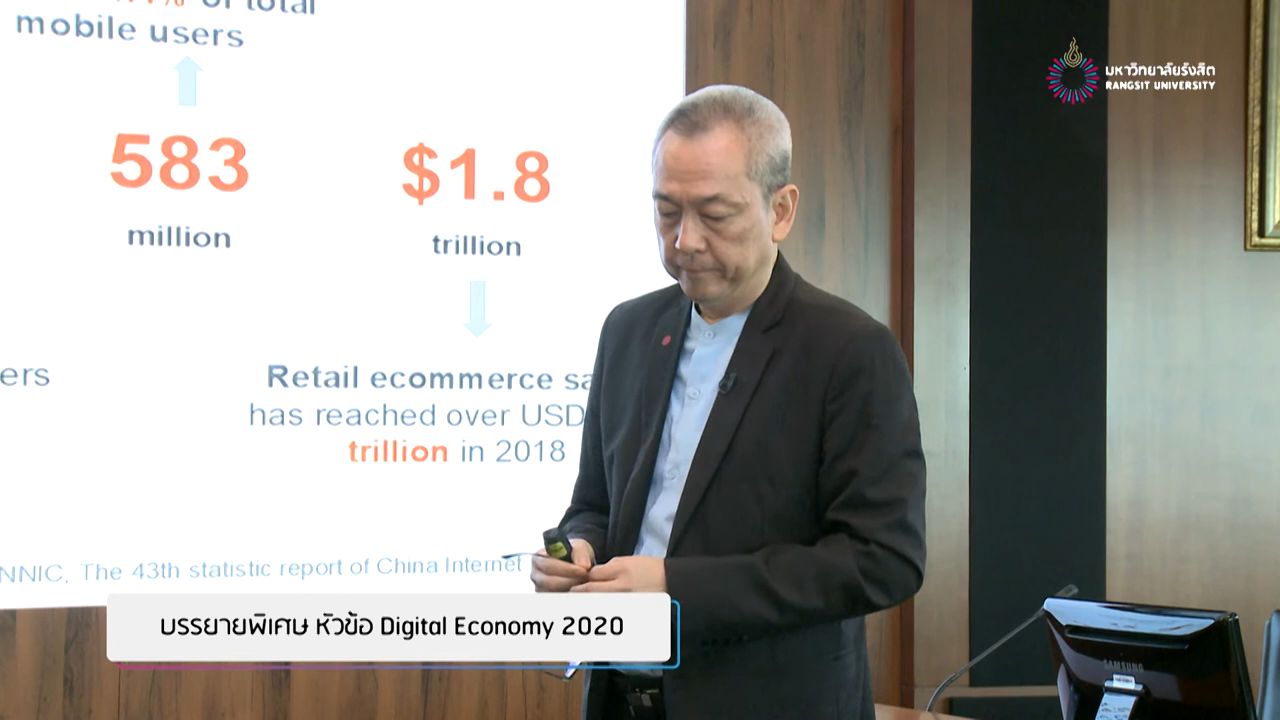 of total
mobile users
583
million
$1.8
trillion
ers
Retail ecommerce sa
has reached over USD
trillion in 2018
NNIC, The 43th statistic report of China Internet
มหาวิทยาลัยรังสิต
RANGSIT UNIVERSITY
บรรยายพิเศษ หัวข้อ Digital Economy 2020
SAMSUNG